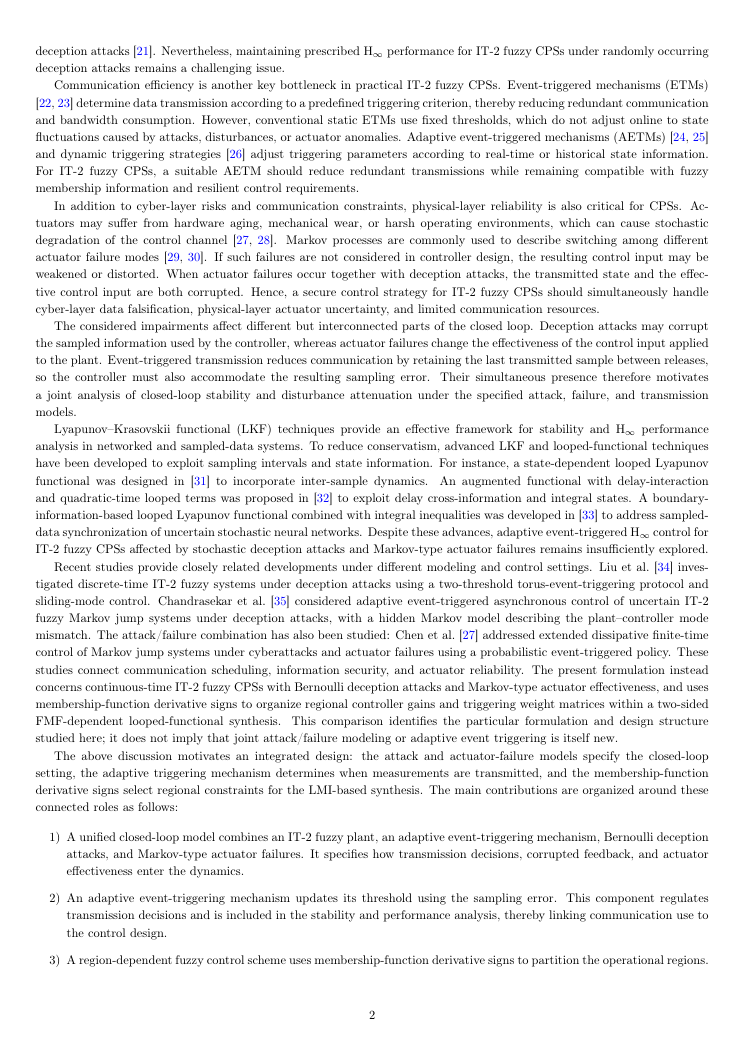 deception attacks [21]. Nevertheless, maintaining prescribed H∞ performance for IT-2 fuzzy CPSs under randomly occurring
deception attacks remains a challenging issue.
Communication efficiency is another key bottleneck in practical IT-2 fuzzy CPSs. Event-triggered mechanisms (ETMs)
[22, 23] determine data transmission according to a predefined triggering criterion, thereby reducing redundant communication
and bandwidth consumption. However, conventional static ETMs use fixed thresholds, which do not adjust online to state
fluctuations caused by attacks, disturbances, or actuator anomalies. Adaptive event-triggered mechanisms (AETMs) [24, 25]
and dynamic triggering strategies [26] adjust triggering parameters according to real-time or historical state information.
For IT-2 fuzzy CPSs, a suitable AETM should reduce redundant transmissions while remaining compatible with fuzzy
membership information and resilient control requirements.
In addition to cyber-layer risks and communication constraints, physical-layer reliability is also critical for CPSs. Ac-
tuators may suffer from hardware aging, mechanical wear, or harsh operating environments, which can cause stochastic
degradation of the control channel [27, 28]. Markov processes are commonly used to describe switching among different
actuator failure modes [29, 30]. If such failures are not considered in controller design, the resulting control input may be
weakened or distorted. When actuator failures occur together with deception attacks, the transmitted state and the effec-
tive control input are both corrupted. Hence, a secure control strategy for IT-2 fuzzy CPSs should simultaneously handle
cyber-layer data falsification, physical-layer actuator uncertainty, and limited communication resources.
The considered impairments affect different but interconnected parts of the closed loop. Deception attacks may corrupt
the sampled information used by the controller, whereas actuator failures change the effectiveness of the control input applied
to the plant. Event-triggered transmission reduces communication by retaining the last transmitted sample between releases,
so the controller must also accommodate the resulting sampling error. Their simultaneous presence therefore motivates
a joint analysis of closed-loop stability and disturbance attenuation under the specified attack, failure, and transmission
models.
Lyapunov–Krasovskii functional (LKF) techniques provide an effective framework for stability and H∞ performance
analysis in networked and sampled-data systems. To reduce conservatism, advanced LKF and looped-functional techniques
have been developed to exploit sampling intervals and state information. For instance, a state-dependent looped Lyapunov
functional was designed in [31] to incorporate inter-sample dynamics. An augmented functional with delay-interaction
and quadratic-time looped terms was proposed in [32] to exploit delay cross-information and integral states. A boundary-
information-based looped Lyapunov functional combined with integral inequalities was developed in [33] to address sampled-
data synchronization of uncertain stochastic neural networks. Despite these advances, adaptive event-triggered H∞ control for
IT-2 fuzzy CPSs affected by stochastic deception attacks and Markov-type actuator failures remains insufficiently explored.
Recent studies provide closely related developments under different modeling and control settings. Liu et al. [34] inves-
tigated discrete-time IT-2 fuzzy systems under deception attacks using a two-threshold torus-event-triggering protocol and
sliding-mode control. Chandrasekar et al. [35] considered adaptive event-triggered asynchronous control of uncertain IT-2
fuzzy Markov jump systems under deception attacks, with a hidden Markov model describing the plant–controller mode
mismatch. The attack/failure combination has also been studied: Chen et al. [27] addressed extended dissipative finite-time
control of Markov jump systems under cyberattacks and actuator failures using a probabilistic event-triggered policy. These
studies connect communication scheduling, information security, and actuator reliability. The present formulation instead
concerns continuous-time IT-2 fuzzy CPSs with Bernoulli deception attacks and Markov-type actuator effectiveness, and uses
membership-function derivative signs to organize regional controller gains and triggering weight matrices within a two-sided
FMF-dependent looped-functional synthesis. This comparison identifies the particular formulation and design structure
studied here; it does not imply that joint attack/failure modeling or adaptive event triggering is itself new.
The above discussion motivates an integrated design: the attack and actuator-failure models specify the closed-loop
setting, the adaptive triggering mechanism determines when measurements are transmitted, and the membership-function
derivative signs select regional constraints for the LMI-based synthesis. The main contributions are organized around these
connected roles as follows:
1) A unified closed-loop model combines an IT-2 fuzzy plant, an adaptive event-triggering mechanism, Bernoulli deception
attacks, and Markov-type actuator failures. It specifies how transmission decisions, corrupted feedback, and actuator
effectiveness enter the dynamics.
2) An adaptive event-triggering mechanism updates its threshold using the sampling error. This component regulates
transmission decisions and is included in the stability and performance analysis, thereby linking communication use to
the control design.
3) A region-dependent fuzzy control scheme uses membership-function derivative signs to partition the operational regions.
2